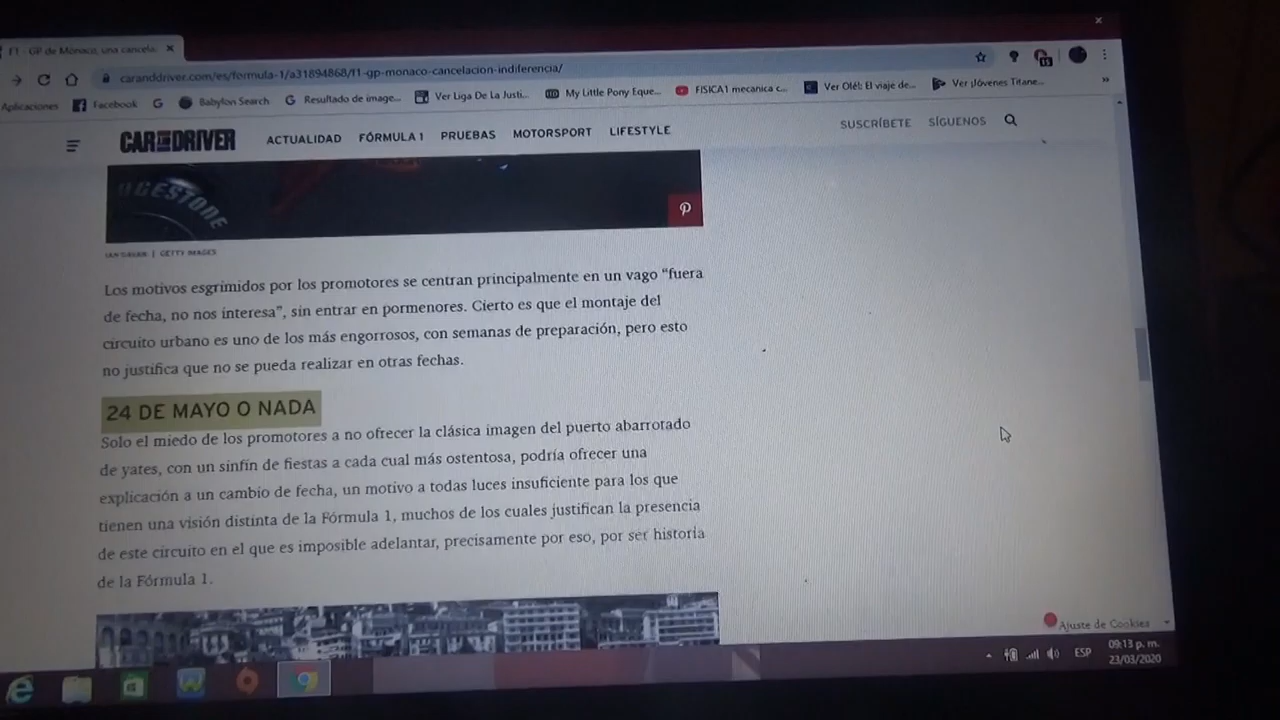 F1 - GP de Mónaco, una cancela
caranddriver.com/es/formula-1/a31894868/f1-gp-monaco-cancelacion-indiferencia/
Aplicaciones Facebook Babylon Search Resultado de image... Ver Liga De La Justi... My Little Pony Eque... FISICA1 mecanica c... Ver Olé!: El viaje de... Ver Jóvenes Titane...
CAR AND DRIVER ACTUALIDAD FÓRMULA 1 PRUEBAS MOTORSPORT LIFESTYLE SUSCRÍBETE SÍGUENOS
GESTONE
GETTY IMAGES
Los motivos esgrimidos por los promotores se centran principalmente en un vago “fuera
de fecha, no nos interesa”, sin entrar en pormenores. Cierto es que el montaje del
circuito urbano es uno de los más engorrosos, con semanas de preparación, pero esto
no justifica que no se pueda realizar en otras fechas.
24 DE MAYO O NADA
Solo el miedo de los promotores a no ofrecer la clásica imagen del puerto abarrotado
de yates, con un sinfín de fiestas a cada cual más ostentosa, podría ofrecer una
explicación a un cambio de fecha, un motivo a todas luces insuficiente para los que
tienen una visión distinta de la Fórmula 1, muchos de los cuales justifican la presencia
de este circuito en el que es imposible adelantar, precisamente por eso, por ser historia
de la Fórmula 1.
Ajuste de Cookies
ESP
09:13 p. m.
23/03/2020